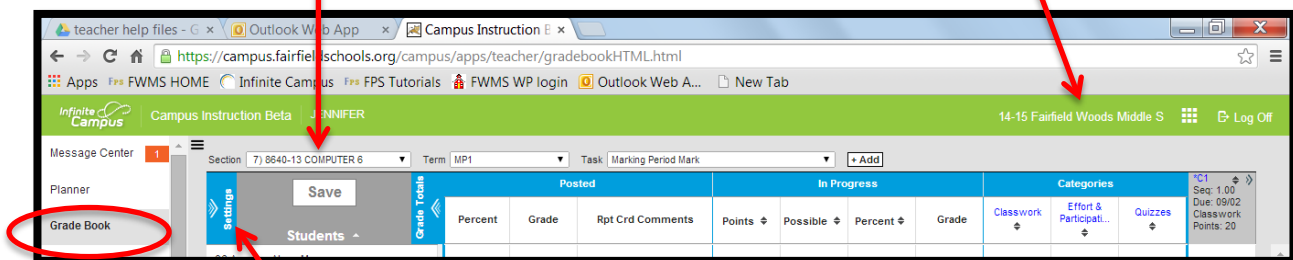 teacher help files - G × Outlook Web App × Campus Instruction B ×
https://campus.fairfieldschools.org/campus/apps/teacher/gradebookHTML.html
Apps FPS FWMS HOME Infinite Campus FPS FPS Tutorials FWMS WP login Outlook Web A... New Tab
Infinite Campus Campus Instruction Beta JENNIFER 14-15 Fairfield Woods Middle S Log Off
Message Center 1
Section 7) 8640-13 COMPUTER 6 Term MP1 Task Marking Period Mark + Add
Planner
Grade Book
Settings
Save
Students
Grade Totals
Posted In Progress Categories
Percent Grade Rpt Crd Comments Points Possible Percent Grade Classwork Effort & Participati... Quizzes
*C1
Seq: 1.00
Due: 09/02
Classwork
Points: 20